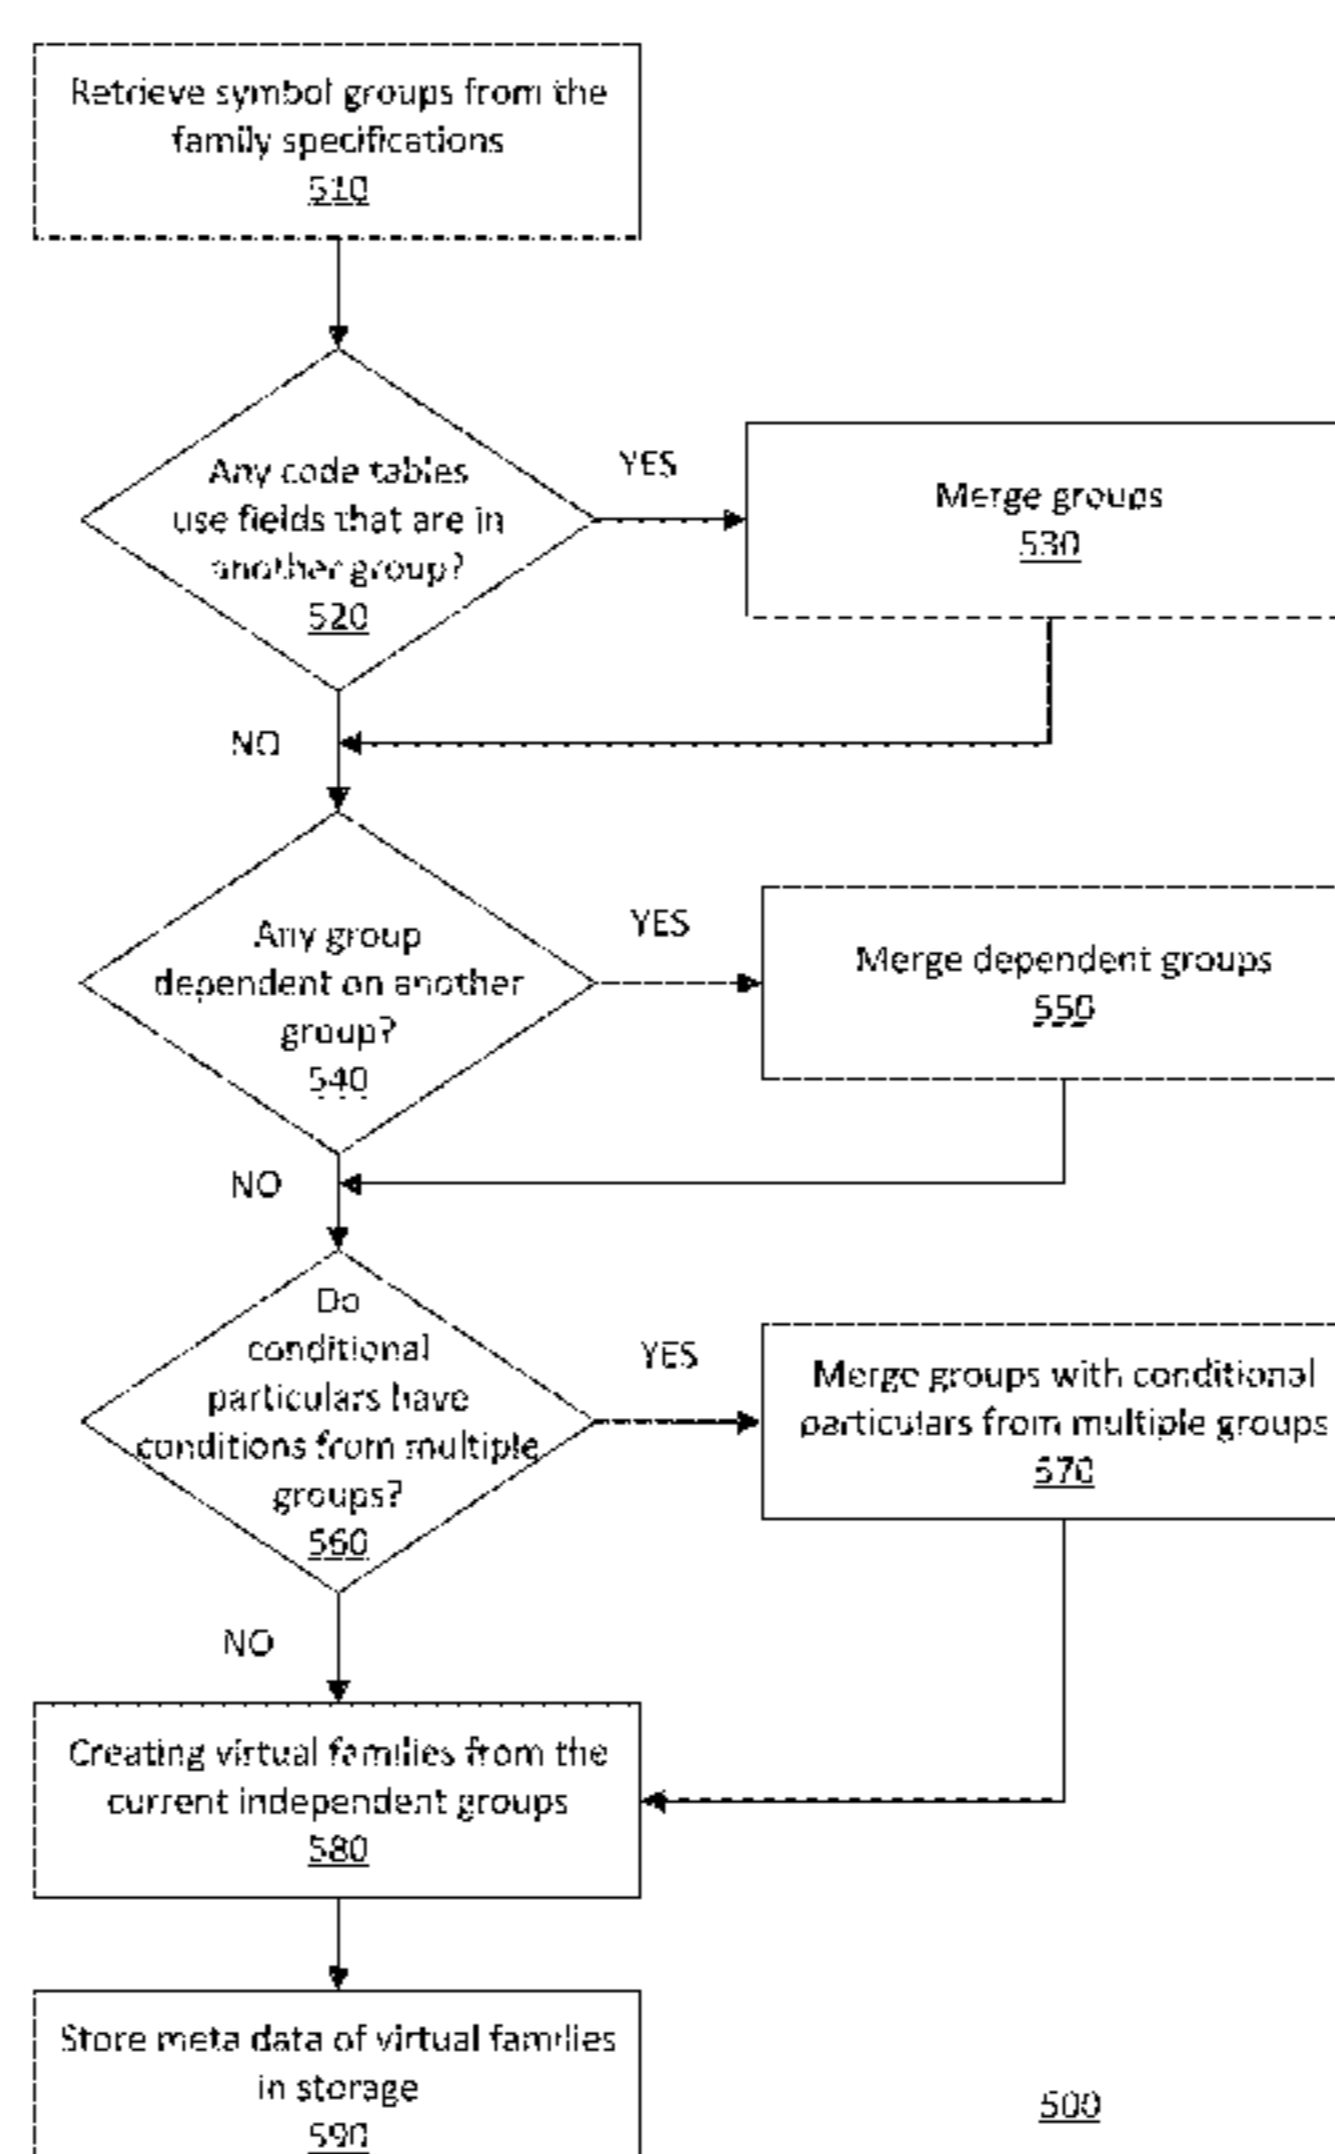 Retrieve symbol groups from the
family specifications
510
Any code tables
use fields that are in
another group?
520
YES
Merge groups
530
NO
Any group
dependent on another
group?
540
YES
Merge dependent groups
550
NO
Do
conditional
particulars have
conditions from multiple
groups?
560
YES
Merge groups with conditional
particulars from multiple groups
570
NO
Creating virtual families from the
current independent groups
580
Store meta data of virtual families
in storage
590
500